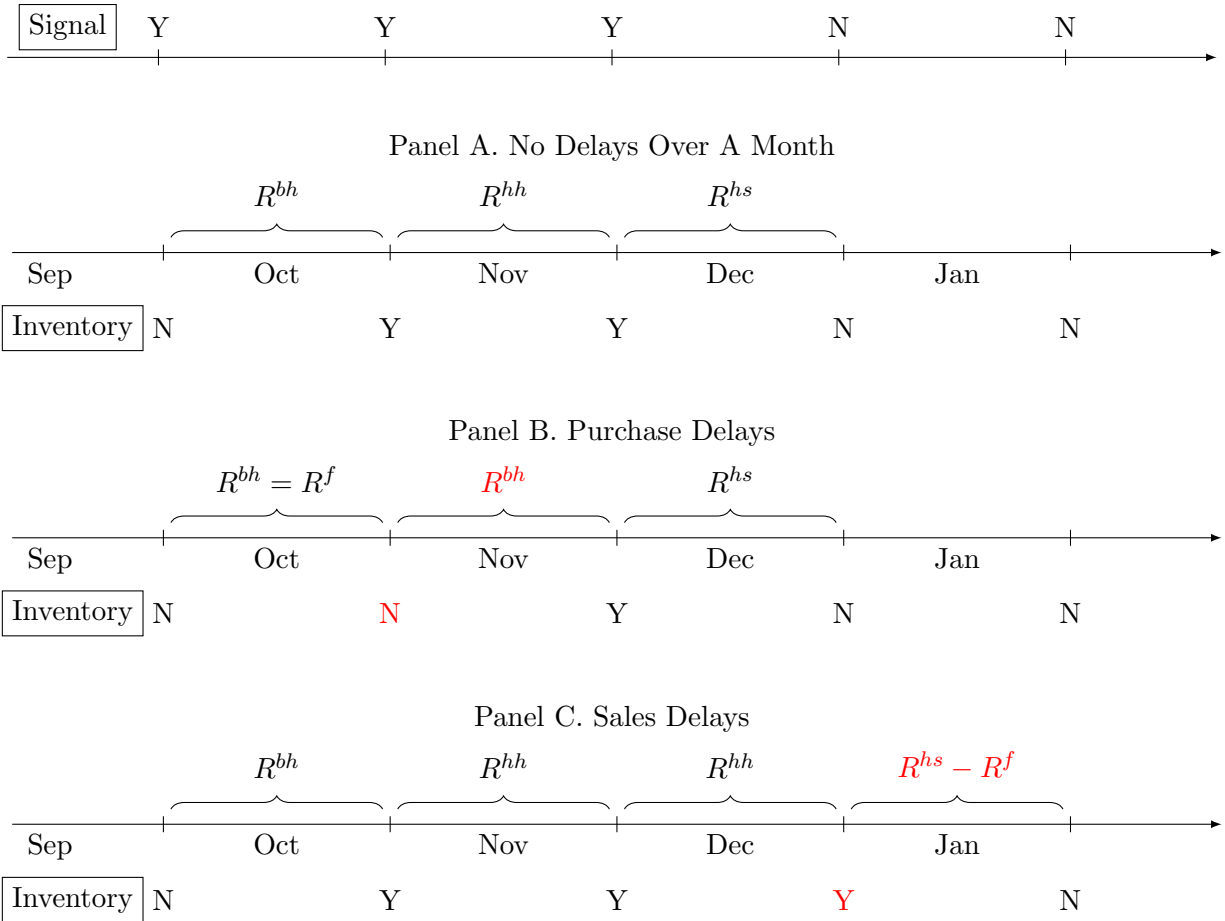 Signal Y Y Y N N
Panel A. No Delays Over A Month
R^{bh} R^{hh} R^{hs}
Sep Oct Nov Dec Jan
Inventory N Y Y N N
Panel B. Purchase Delays
R^{bh} = R^f R^{bh} R^{hs}
Sep Oct Nov Dec Jan
Inventory N N Y N N
Panel C. Sales Delays
R^{bh} R^{hh} R^{hh} R^{hs} − R^f
Sep Oct Nov Dec Jan
Inventory N Y Y Y N